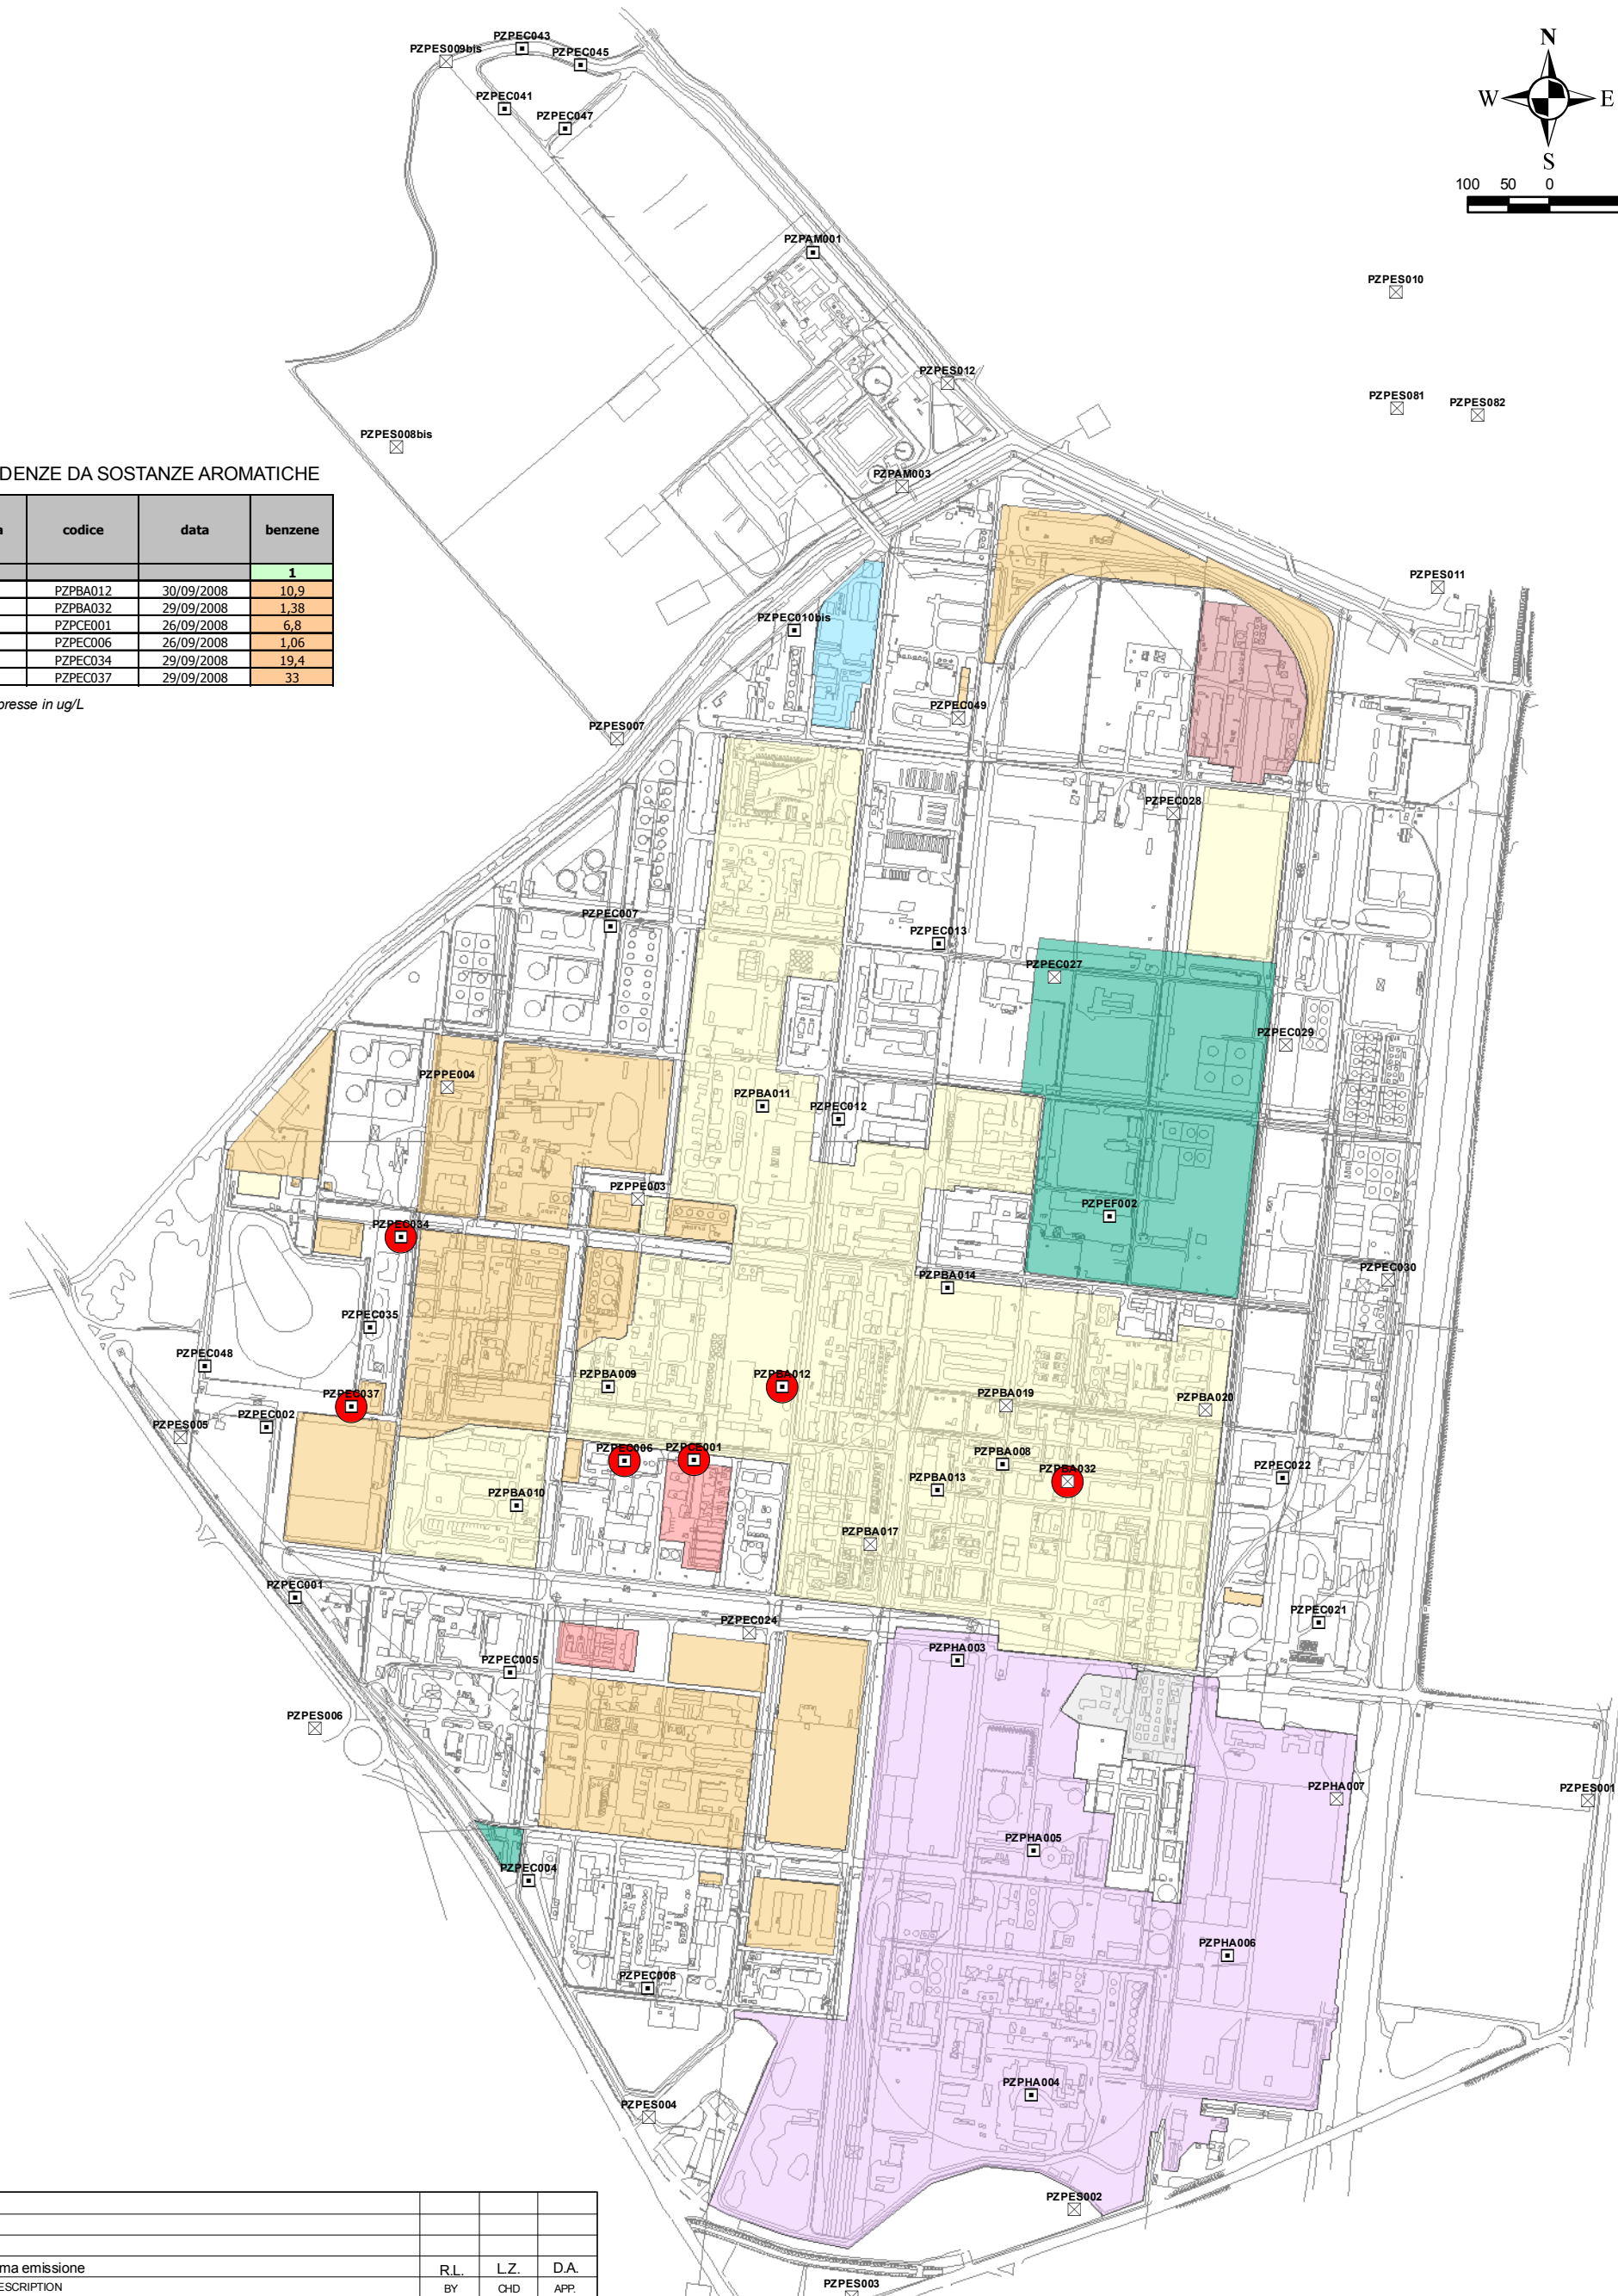 N
W E
S
100 50 0
PZPEC043
PZPES009bis
PZPEC045
PZPEC041
PZPEC047
PZPAM001
PZPES010
PZPES012
PZPES081
PZPES082
PZPES008bis
PZPAM003
DENZE DA SOSTANZE AROMATICHE
a codice data benzene
1
PZPBA012 30/09/2008 10,9
PZPBA032 29/09/2008 1,38
PZPCE001 26/09/2008 6,8
PZPEC006 26/09/2008 1,06
PZPEC034 29/09/2008 19,4
PZPEC037 29/09/2008 33
presse in ug/L
PZPES011
PZPEC010bis
PZPEC049
PZPES007
PZPEC028
PZPEC007
PZPEC013
PZPEC027
PZPEC029
PZPPE004
PZPBA011
PZPEC012
PZPPE003
PZPEF002
PZPEC034
PZPEC030
PZPBA014
PZPEC035
PZPEC048
PZPBA009
PZPBA012
PZPEC037
PZPBA019
PZPBA020
PZPEC002
PZPES005
PZPEC006
PZPCE001
PZPBA008
PZPBA032
PZPEC022
PZPBA013
PZPBA010
PZPBA017
PZPEC001
PZPEC021
PZPEC024
PZPHA003
PZPEC005
PZPES006
PZPHA007
PZPES001
PZPHA005
PZPEC004
PZPHA006
PZPEC008
PZPHA004
PZPES004
PZPES002
ma emissione R.L. L.Z. D.A.
ESCRIPTION BY CHD APP.
PZPES003